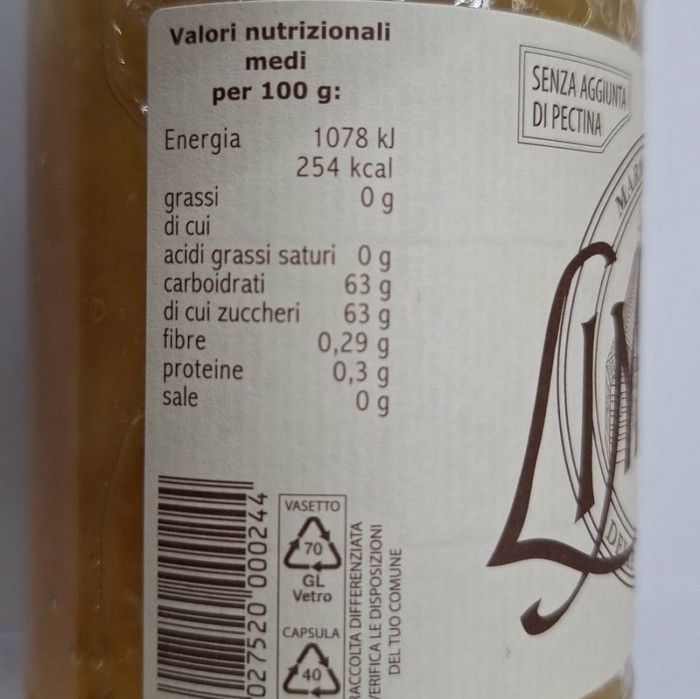 Valori nutrizionali
medi
per 100 g:
Energia 1078 kJ
254 kcal
grassi 0 g
di cui
acidi grassi saturi 0 g
carboidrati 63 g
di cui zuccheri 63 g
fibre 0,29 g
proteine 0,3 g
sale 0 g
SENZA AGGIUNTA
DI PECTINA
027520 000244
VASETTO
70
GL
Vetro
CAPSULA
40
RACCOLTA DIFFERENZIATA
VERIFICA LE DISPOSIZIONI
DEL TUO COMUNE